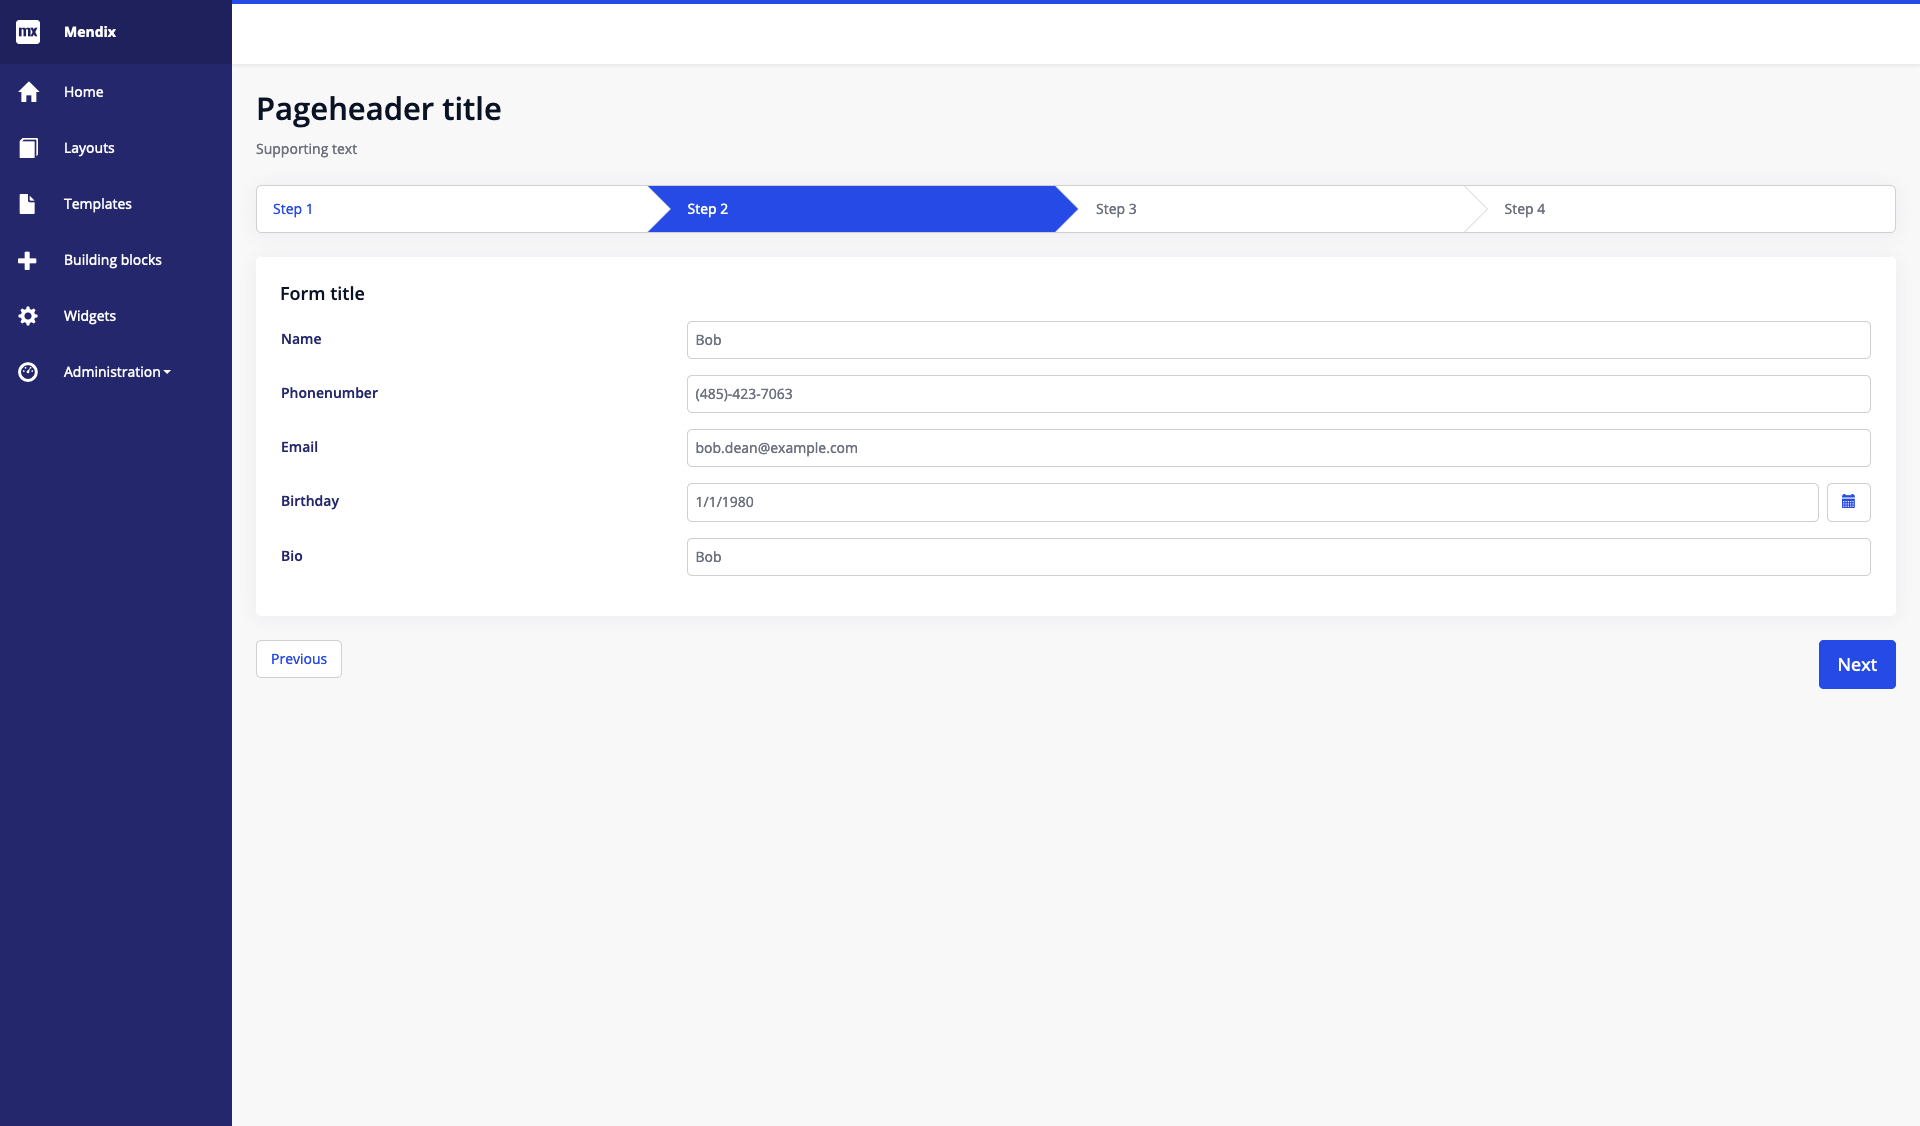 mx Mendix
Home
Layouts
Templates
Building blocks
Widgets
Administration
Pageheader title
Supporting text
Step 1 Step 2 Step 3 Step 4
Form title
Name Bob
Phonenumber (485)-423-7063
Email bob.dean@example.com
Birthday 1/1/1980
Bio Bob
Previous Next